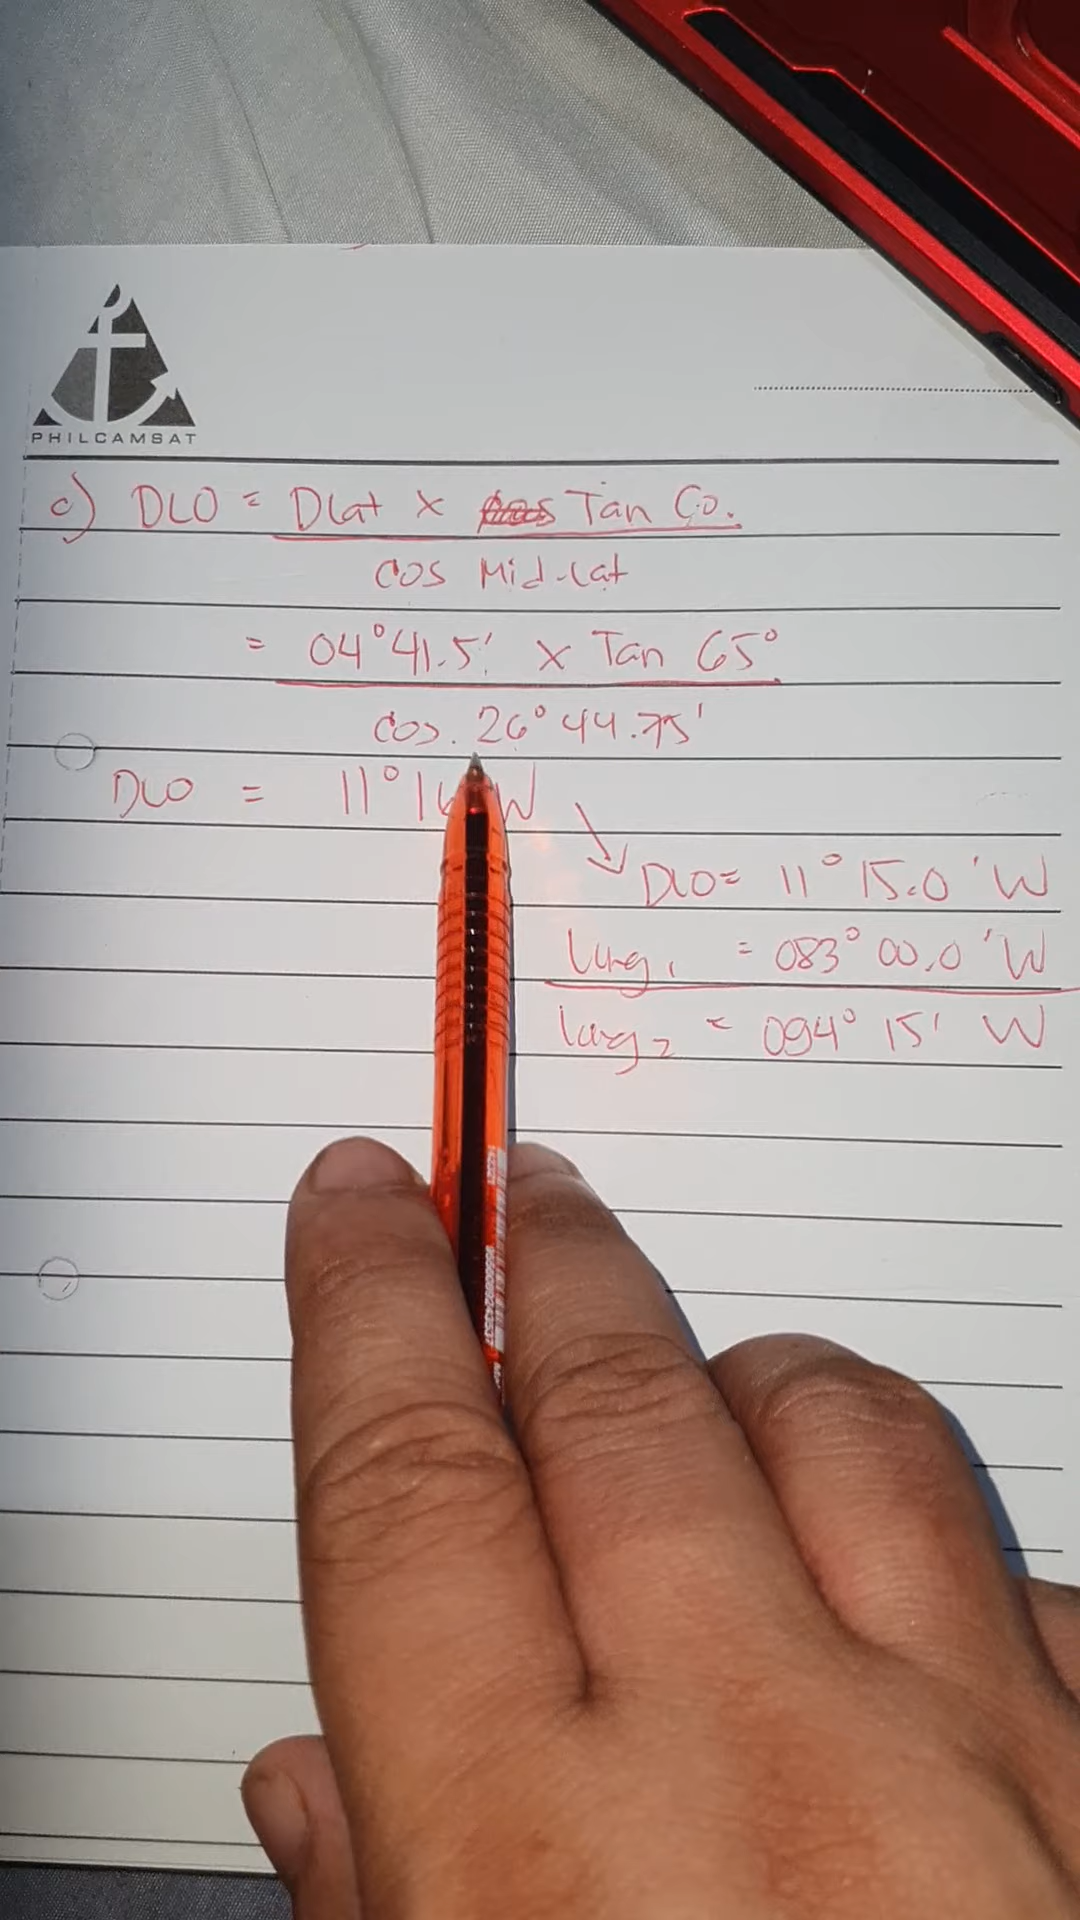 PHILCAMSAT
c) DLO = DLat x Tan Co.
cos Mid-Lat
= 04°41.5' x Tan 65°
cos. 26° 44.75'
DLO = 11° W
DLO = 11° 15.0' W
Long1 = 083° 00.0' W
Long2 = 094° 15' W